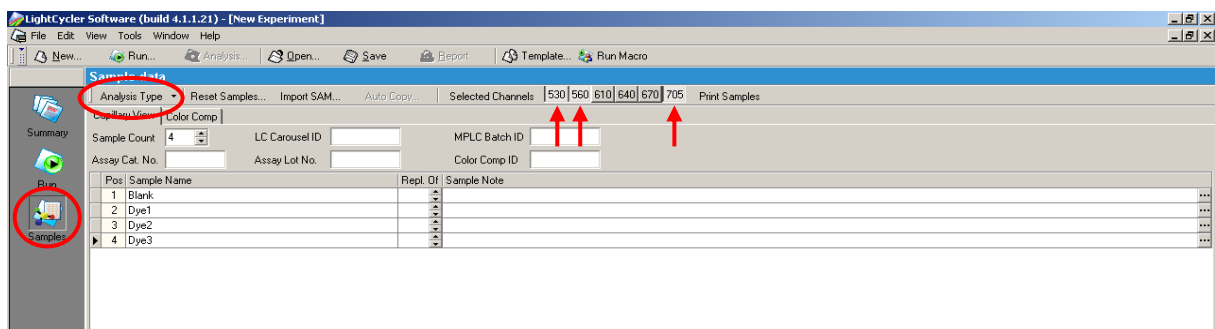 LightCycler Software (build 4.1.1.21) - [New Experiment]
File Edit View Tools Window Help
New... Run... Analysis... Open... Save Report Template... Run Macro
Sample data
Analysis Type Reset Samples... Import SAM... Auto Copy... Selected Channels 530 560 610 640 670 705 Print Samples
Capillary View Color Comp
Summary
Sample Count 4 LC Carousel ID MPLC Batch ID
Assay Cat. No. Assay Lot No. Color Comp ID
Run
Pos Sample Name Repl. Of Sample Note
1 Blank ...
2 Dye1 ...
3 Dye2 ...
Samples
4 Dye3 ...